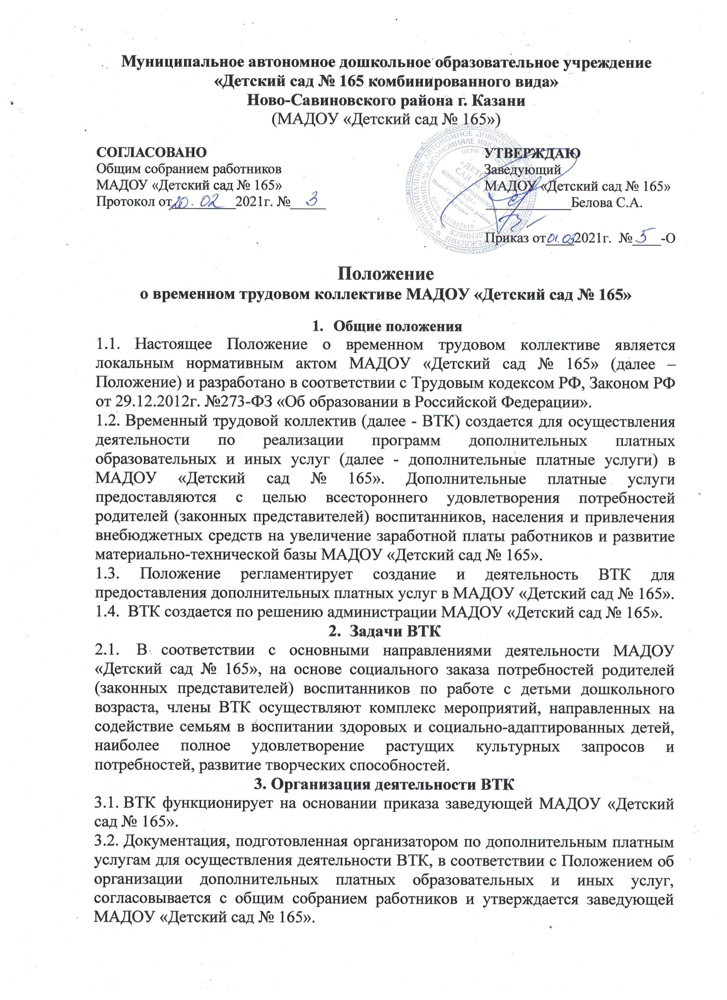 Муниципальное автономное дошкольное образовательное учреждение
«Детский сад № 165 комбинированного вида»
Ново-Савиновского района г. Казани
(МАДОУ «Детский сад № 165»)
СОГЛАСОВАНО
Общим собранием работников
МАДОУ «Детский сад № 165»
Протокол от 20.02 2021г. № 3
УТВЕРЖДАЮ
Заведующий
МАДОУ «Детский сад № 165»
Белова С.А.
Приказ от 01.03 2021г. № 5 -О
«ДЕТСКИЙ
САД № 165
КОМБИНИРОВАННОГО
ВИДА»
Ново-Савиновского района
г.Казани
Положение
о временном трудовом коллективе МАДОУ «Детский сад № 165»
1. Общие положения
1.1. Настоящее Положение о временном трудовом коллективе является
локальным нормативным актом МАДОУ «Детский сад № 165» (далее –
Положение) и разработано в соответствии с Трудовым кодексом РФ, Законом РФ
от 29.12.2012г. №273-ФЗ «Об образовании в Российской Федерации».
1.2. Временный трудовой коллектив (далее - ВТК) создается для осуществления
деятельности по реализации программ дополнительных платных
образовательных и иных услуг (далее - дополнительные платные услуги) в
МАДОУ «Детский сад № 165». Дополнительные платные услуги
предоставляются с целью всестороннего удовлетворения потребностей
родителей (законных представителей) воспитанников, населения и привлечения
внебюджетных средств на увеличение заработной платы работников и развитие
материально-технической базы МАДОУ «Детский сад № 165».
1.3. Положение регламентирует создание и деятельность ВТК для
предоставления дополнительных платных услуг в МАДОУ «Детский сад № 165».
1.4. ВТК создается по решению администрации МАДОУ «Детский сад № 165».
2. Задачи ВТК
2.1. В соответствии с основными направлениями деятельности МАДОУ
«Детский сад № 165», на основе социального заказа потребностей родителей
(законных представителей) воспитанников по работе с детьми дошкольного
возраста, члены ВТК осуществляют комплекс мероприятий, направленных на
содействие семьям в воспитании здоровых и социально-адаптированных детей,
наиболее полное удовлетворение растущих культурных запросов и
потребностей, развитие творческих способностей.
3. Организация деятельности ВТК
3.1. ВТК функционирует на основании приказа заведующей МАДОУ «Детский
сад № 165».
3.2. Документация, подготовленная организатором по дополнительным платным
услугам для осуществления деятельности ВТК, в соответствии с Положением об
организации дополнительных платных образовательных и иных услуг,
согласовывается с общим собранием работников и утверждается заведующей
МАДОУ «Детский сад № 165».